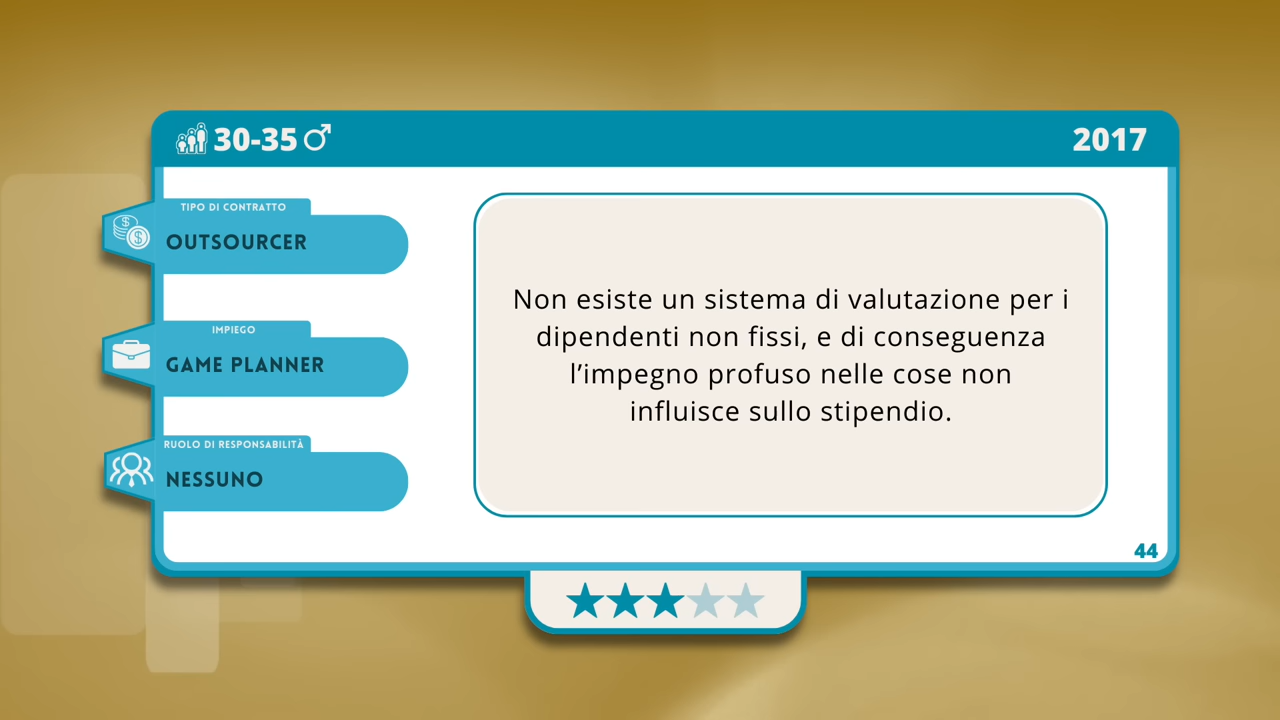 30-35
2017
TIPO DI CONTRATTO
OUTSOURCER
IMPIEGO
GAME PLANNER
RUOLO DI RESPONSABILITÀ
NESSUNO
Non esiste un sistema di valutazione per i
dipendenti non fissi, e di conseguenza
l’impegno profuso nelle cose non
influisce sullo stipendio.
44